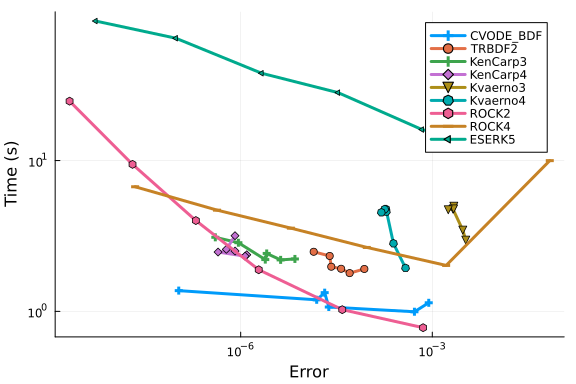 CVODE_BDF
TRBDF2
KenCarp3
KenCarp4
Kvaerno3
Kvaerno4
ROCK2
ROCK4
ESERK5
Time (s)
10¹
10⁰
10⁻⁶
10⁻³
Error